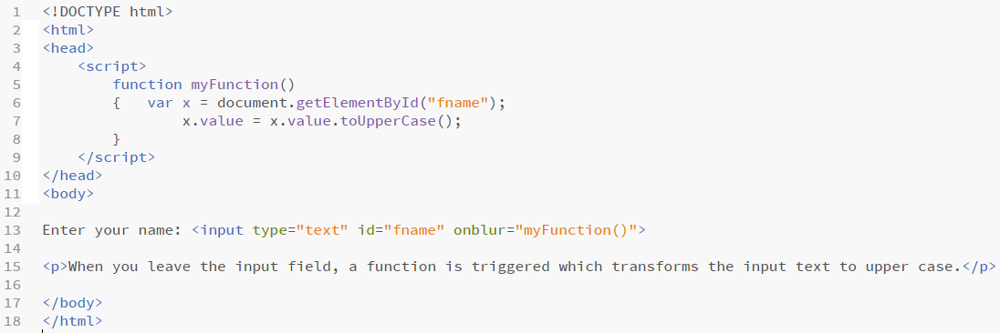 1 <!DOCTYPE html>
2 <html>
3 <head>
4     <script>
5         function myFunction()
6         {   var x = document.getElementById("fname");
7                 x.value = x.value.toUpperCase();
8         }
9     </script>
10 </head>
11 <body>
12
13 Enter your name: <input type="text" id="fname" onblur="myFunction()">
14
15 <p>When you leave the input field, a function is triggered which transforms the input text to upper case.</p>
16
17 </body>
18 </html>